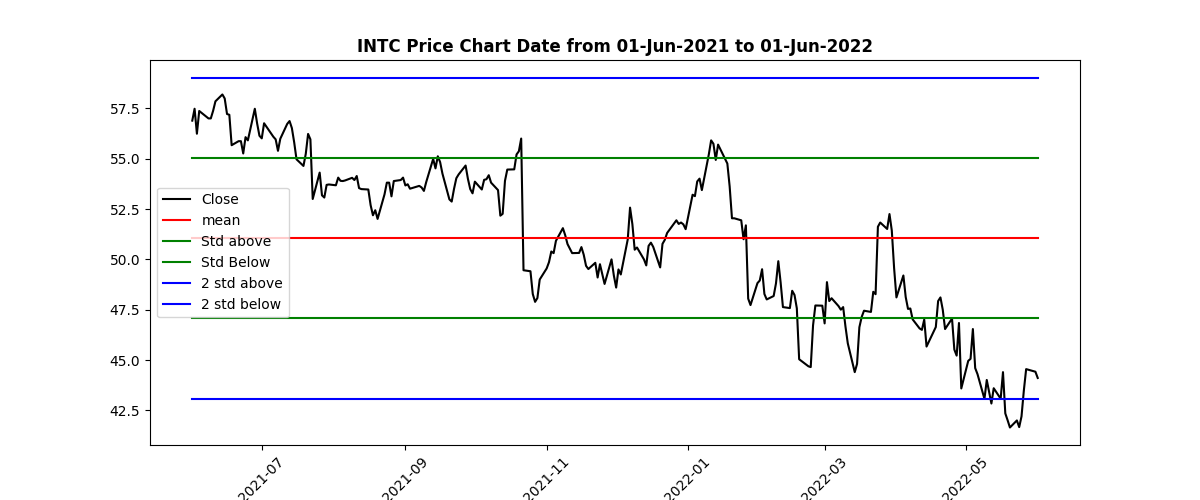 INTC Price Chart Date from 01-Jun-2021 to 01-Jun-2022
57.5
55.0
52.5
50.0
47.5
45.0
42.5
Close
mean
Std above
Std Below
2 std above
2 std below
2021-07
2021-09
2021-11
2022-01
2022-03
2022-05